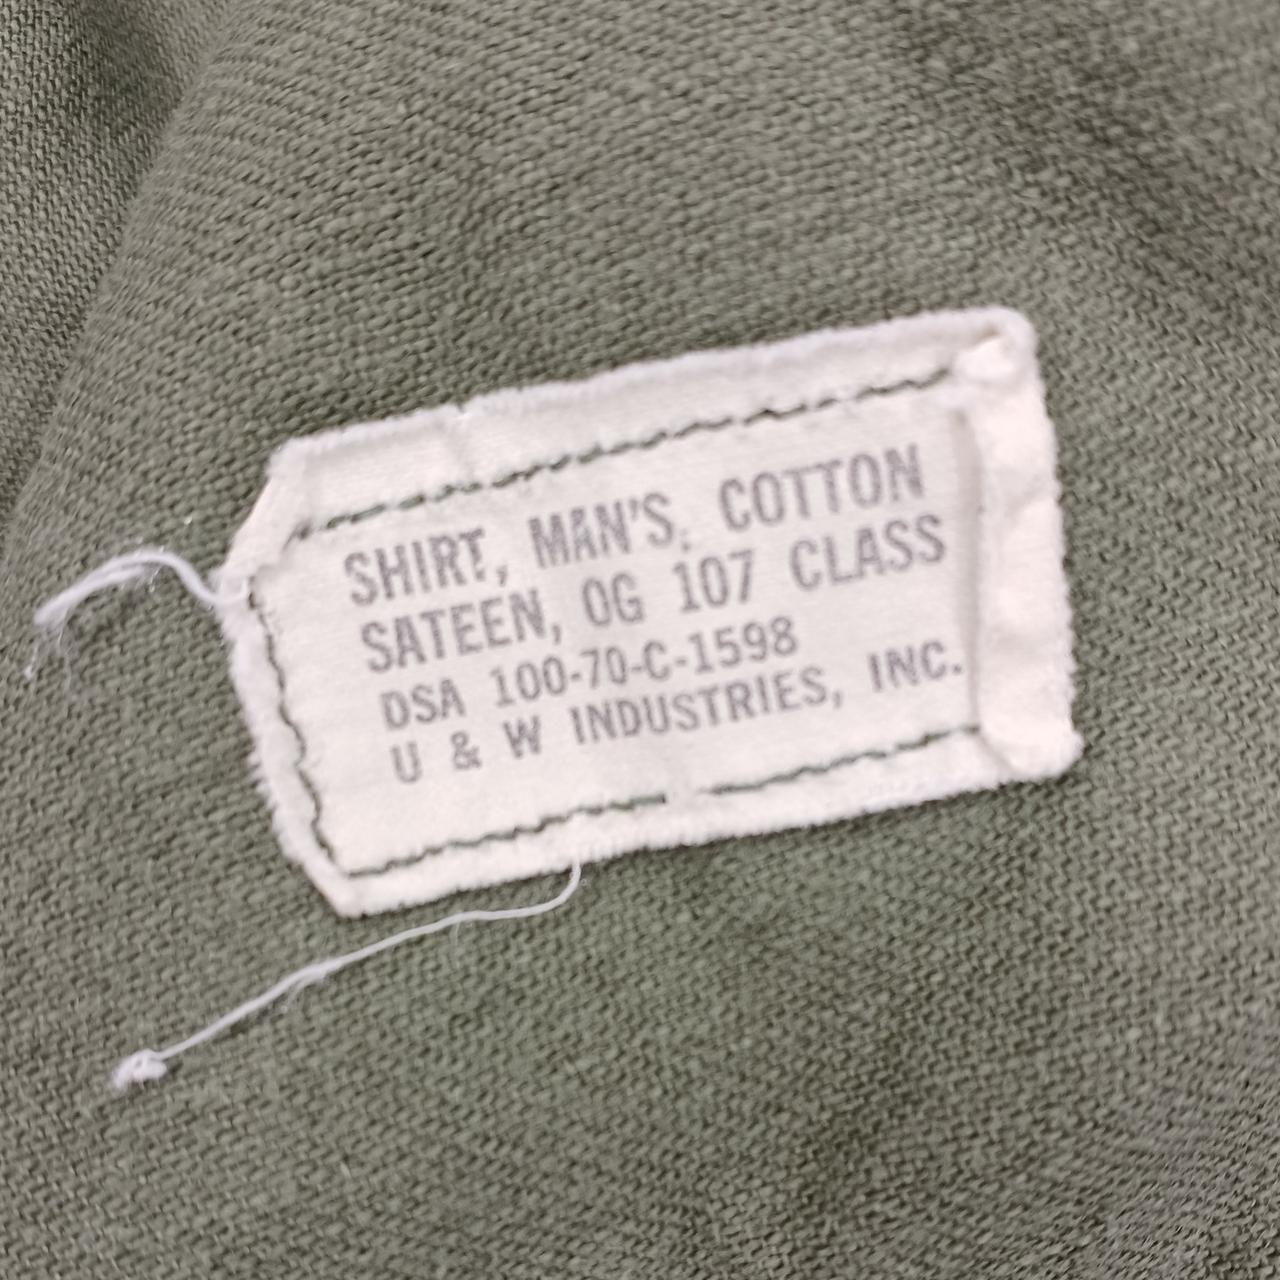 SHIRT, MAN'S, COTTON
SATEEN, OG 107 CLASS
DSA 100-70-C-1598
U & W INDUSTRIES, INC.